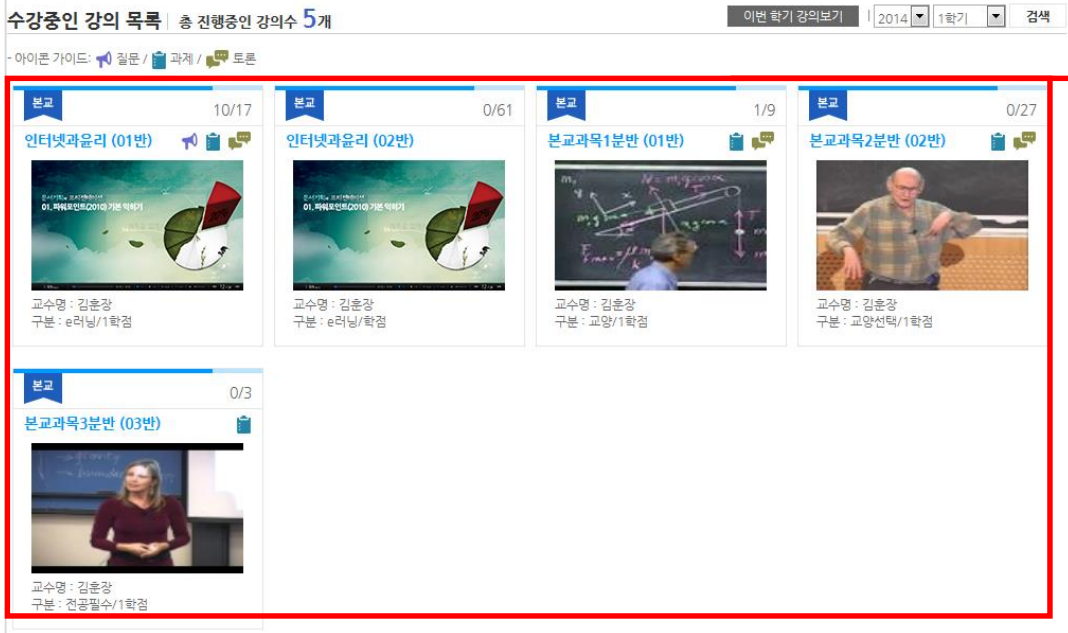 수강중인 강의 목록 총 진행중인 강의수 5개 이번 학기 강의보기 2014 1학기 검색
- 아이콘 가이드: 질문 / 과제 / 토론
본교 10/17
인터넷과윤리 (01반)
01. 파워포인트(2010) 기본 익히기
교수명 : 김훈장
구분 : e러닝/1학점
본교 0/61
인터넷과윤리 (02반)
01. 파워포인트(2010) 기본 익히기
교수명 : 김훈장
구분 : e러닝/학점
본교 1/9
본교과목1분반 (01반)
교수명 : 김훈장
구분 : 교양/1학점
본교 0/27
본교과목2분반 (02반)
교수명 : 김훈장
구분 : 교양선택/1학점
본교 0/3
본교과목3분반 (03반)
교수명 : 김훈장
구분 : 전공필수/1학점